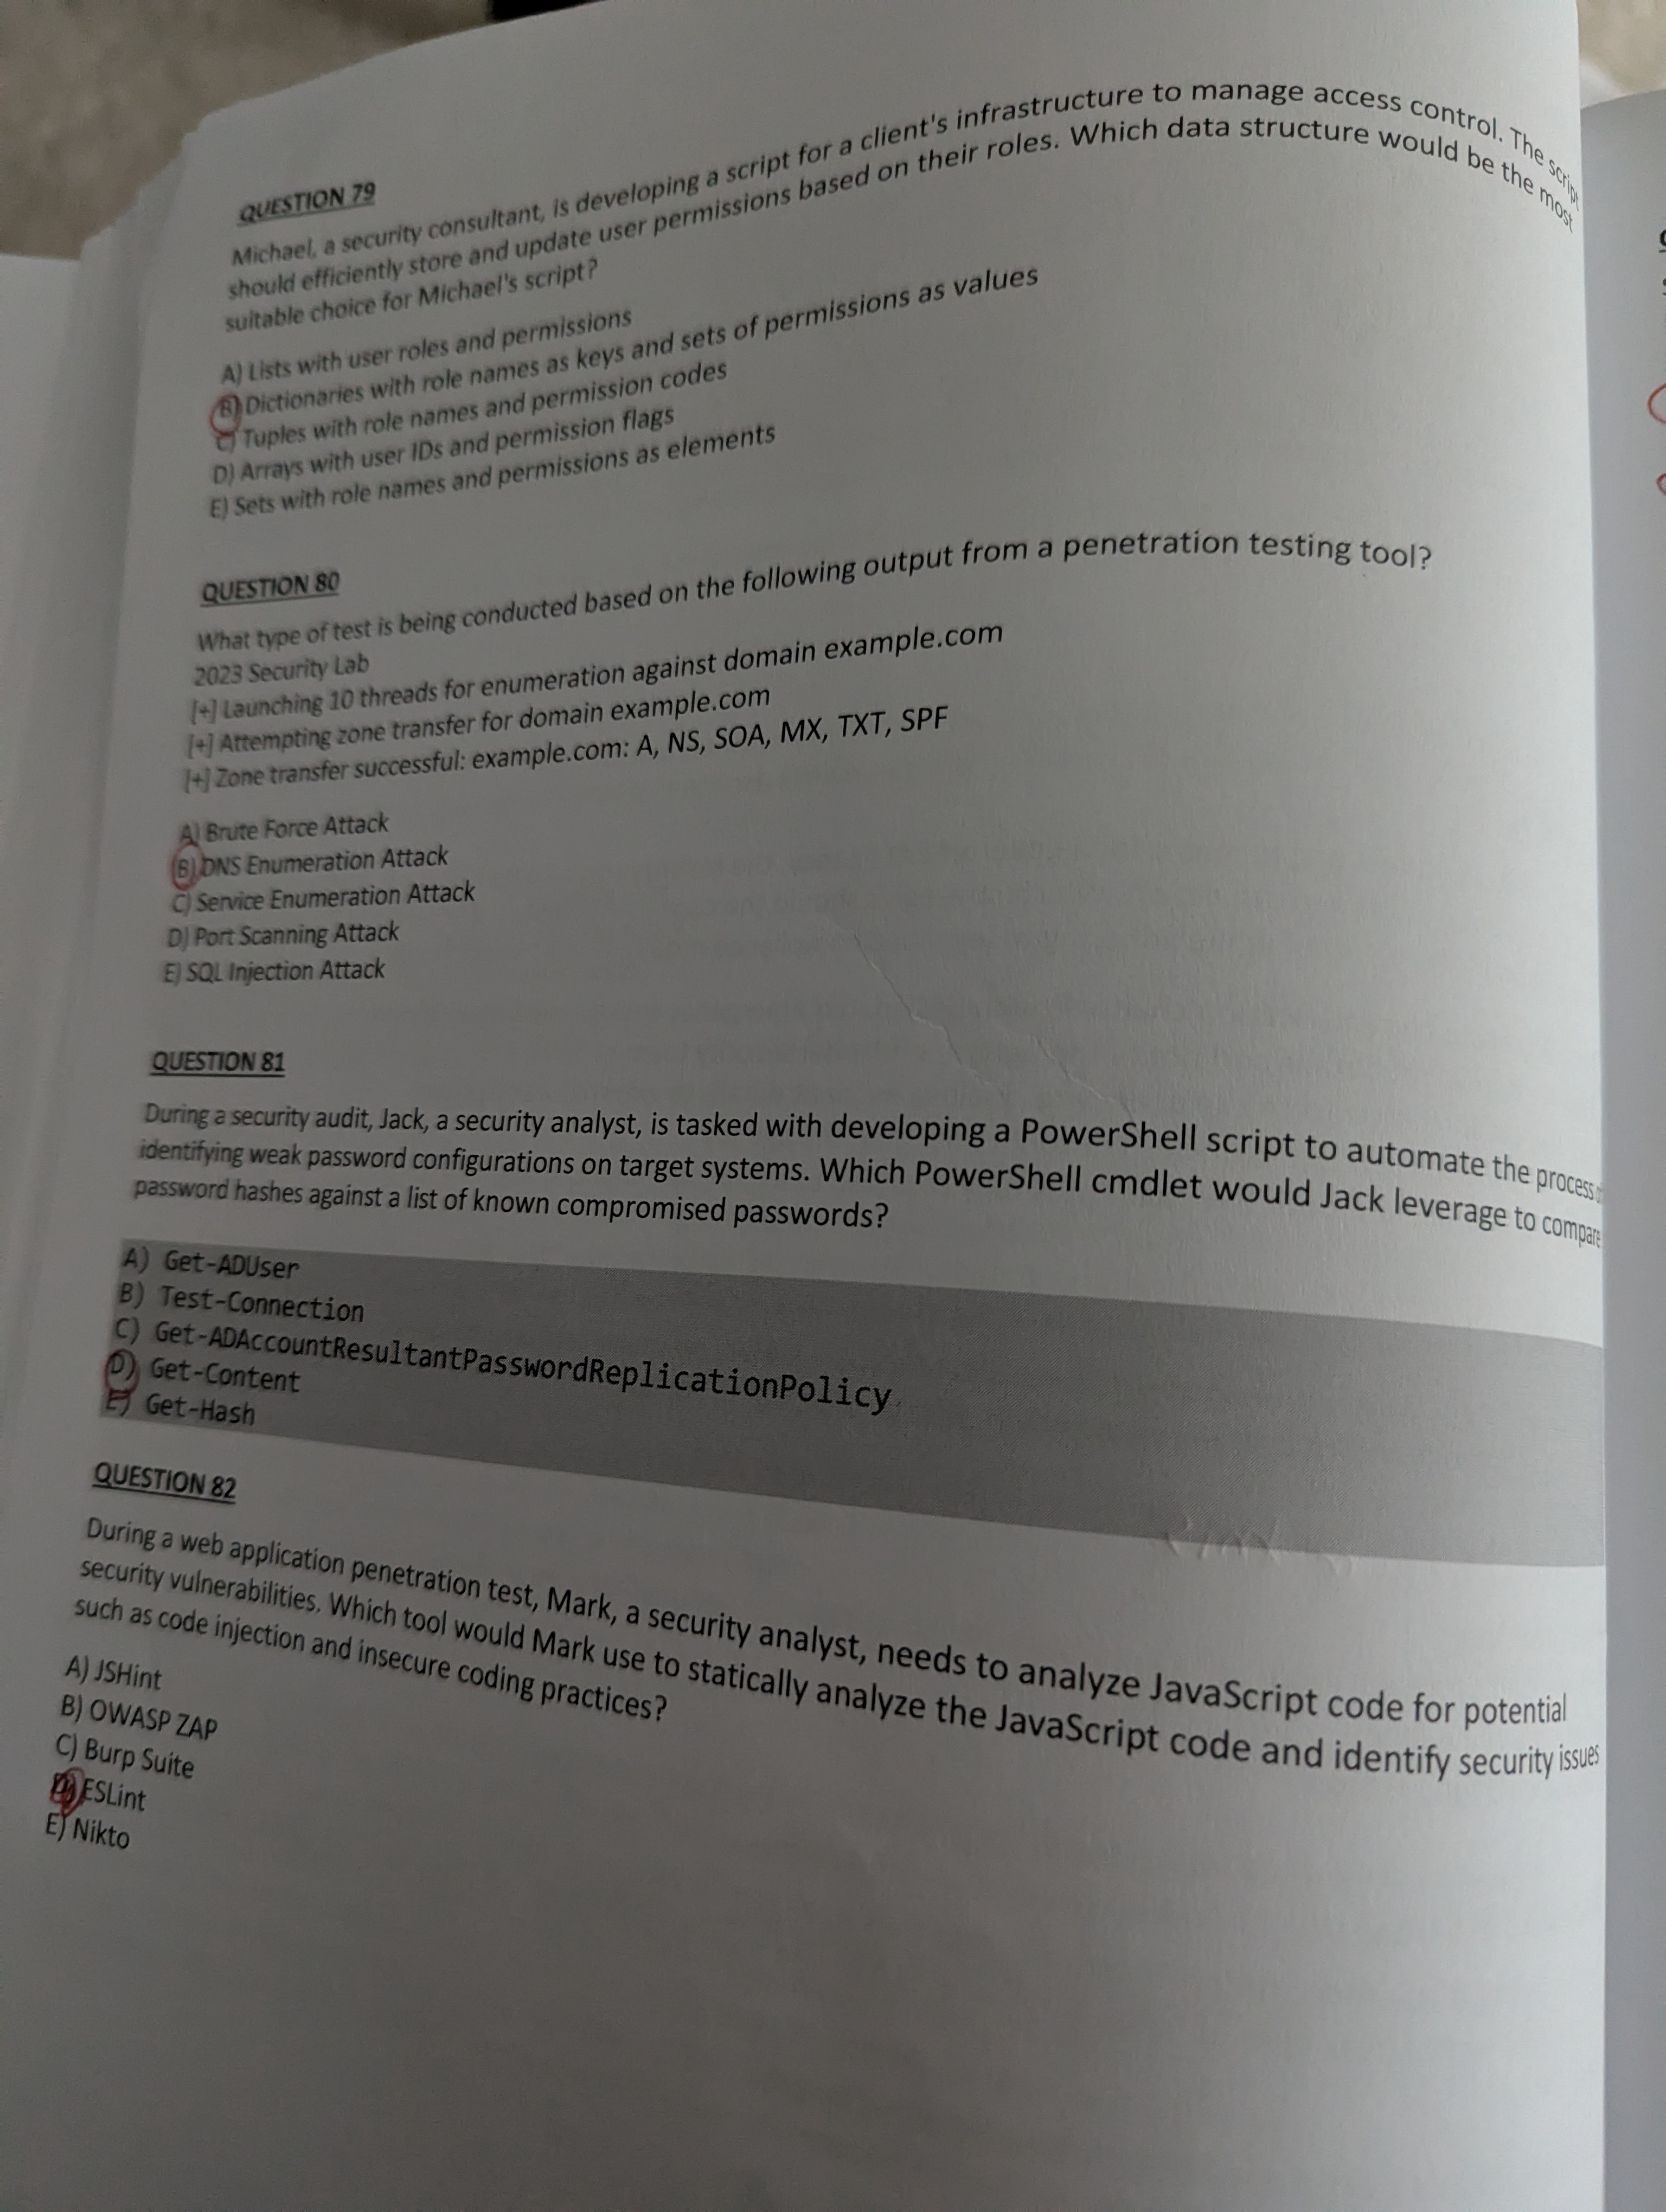 QUESTION 79
Michael, a security consultant, is developing a script for a client's infrastructure to manage access control. The script
should efficiently store and update user permissions based on their roles. Which data structure would be the most
suitable choice for Michael's script?
A) Lists with user roles and permissions
B) Dictionaries with role names as keys and sets of permissions as values
C) Tuples with role names and permission codes
D) Arrays with user IDs and permission flags
E) Sets with role names and permissions as elements
QUESTION 80
What type of test is being conducted based on the following output from a penetration testing tool?
2023 Security Lab
[+] Launching 10 threads for enumeration against domain example.com
[+] Attempting zone transfer for domain example.com
[+] Zone transfer successful: example.com: A, NS, SOA, MX, TXT, SPF
A) Brute Force Attack
B) DNS Enumeration Attack
C) Service Enumeration Attack
D) Port Scanning Attack
E) SQL Injection Attack
QUESTION 81
During a security audit, Jack, a security analyst, is tasked with developing a PowerShell script to automate the process
identifying weak password configurations on target systems. Which PowerShell cmdlet would Jack leverage to compare
password hashes against a list of known compromised passwords?
A) Get-ADUser
B) Test-Connection
C) Get-ADAccountResultantPasswordReplicationPolicy
D) Get-Content
E) Get-Hash
QUESTION 82
During a web application penetration test, Mark, a security analyst, needs to analyze JavaScript code for potential
security vulnerabilities. Which tool would Mark use to statically analyze the JavaScript code and identify security issues
such as code injection and insecure coding practices?
A) JSHint
B) OWASP ZAP
C) Burp Suite
D) ESLint
E) Nikto